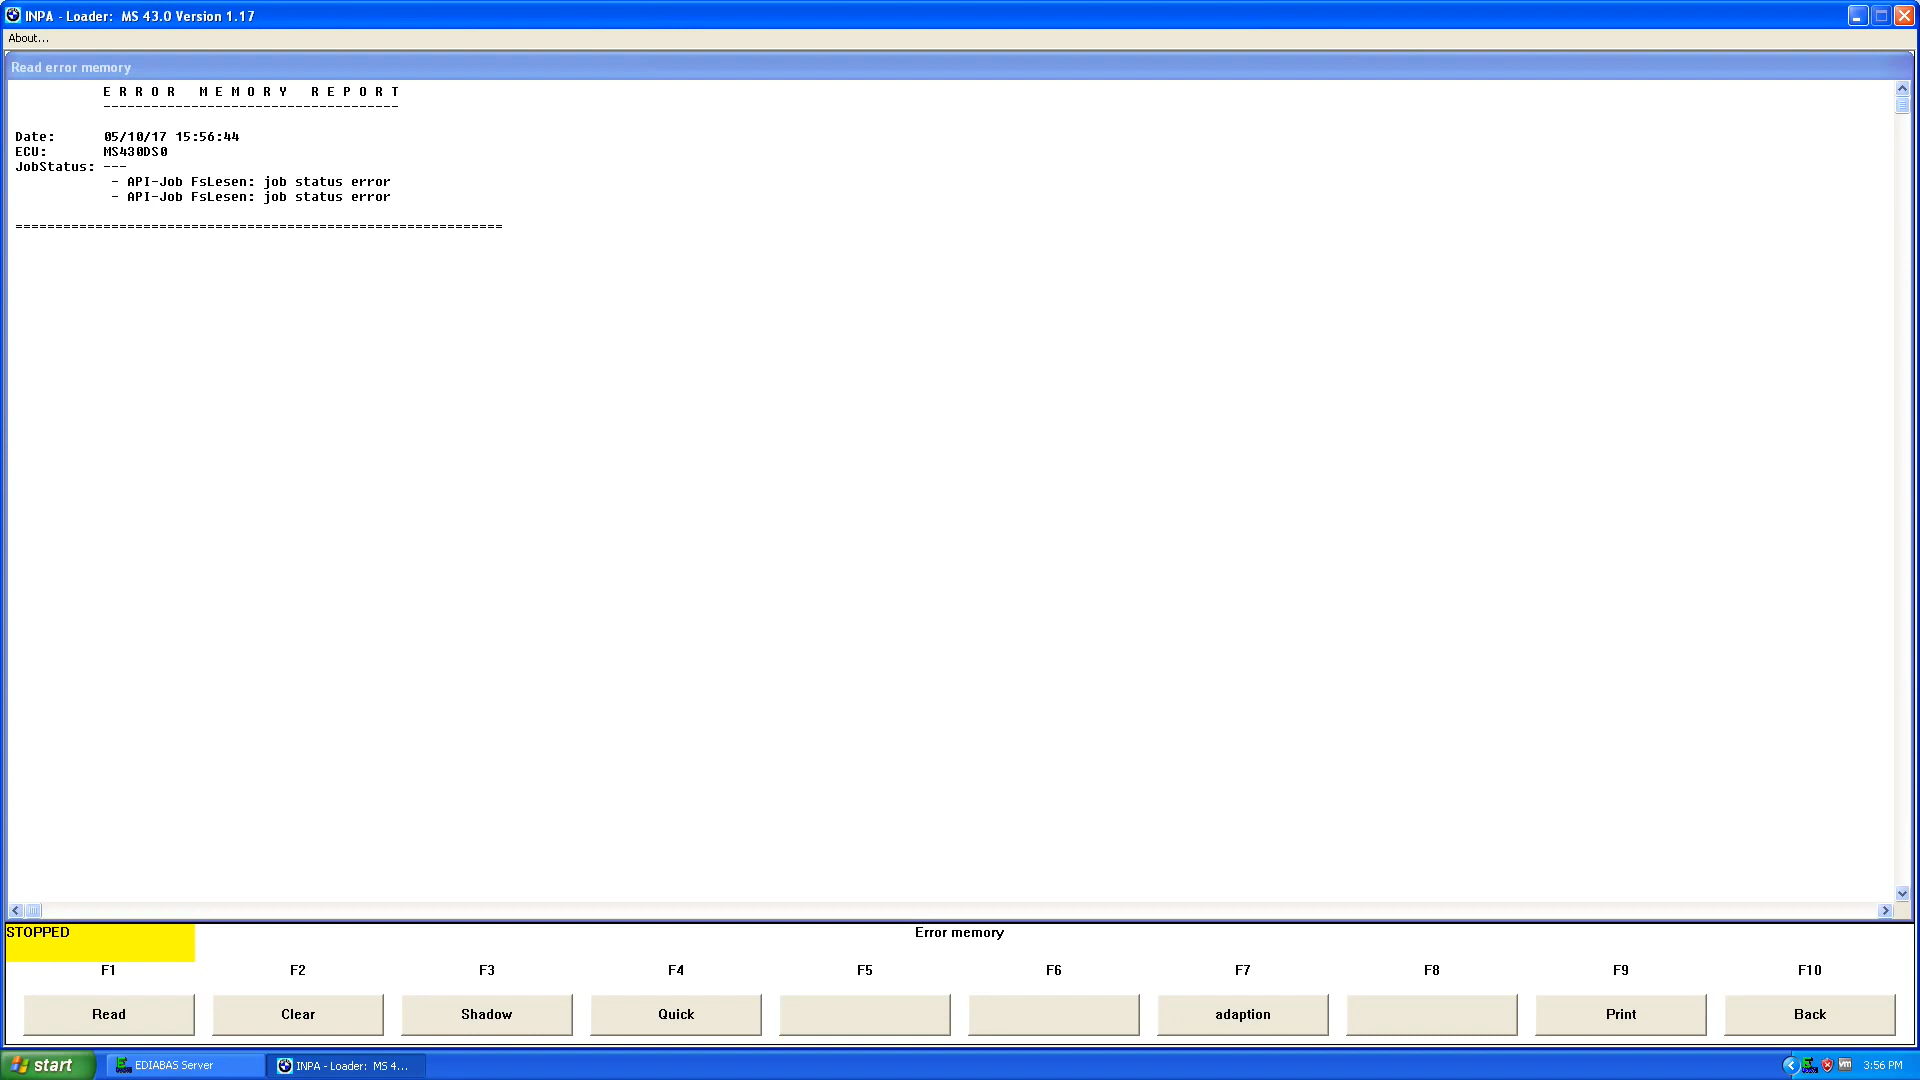 INPA - Loader: MS 43.0 Version 1.17
About...
Read error memory
E R R O R   M E M O R Y   R E P O R T
-------------------------------------
Date: 05/10/17 15:56:44
ECU: MS430DS0
JobStatus: ---
- API-Job FsLesen: job status error
- API-Job FsLesen: job status error
=============================================================
STOPPED Error memory
F1 F2 F3 F4 F5 F6 F7 F8 F9 F10
Read Clear Shadow Quick adaption Print Back
start EDIABAS Server INPA - Loader: MS 4... 3:56 PM